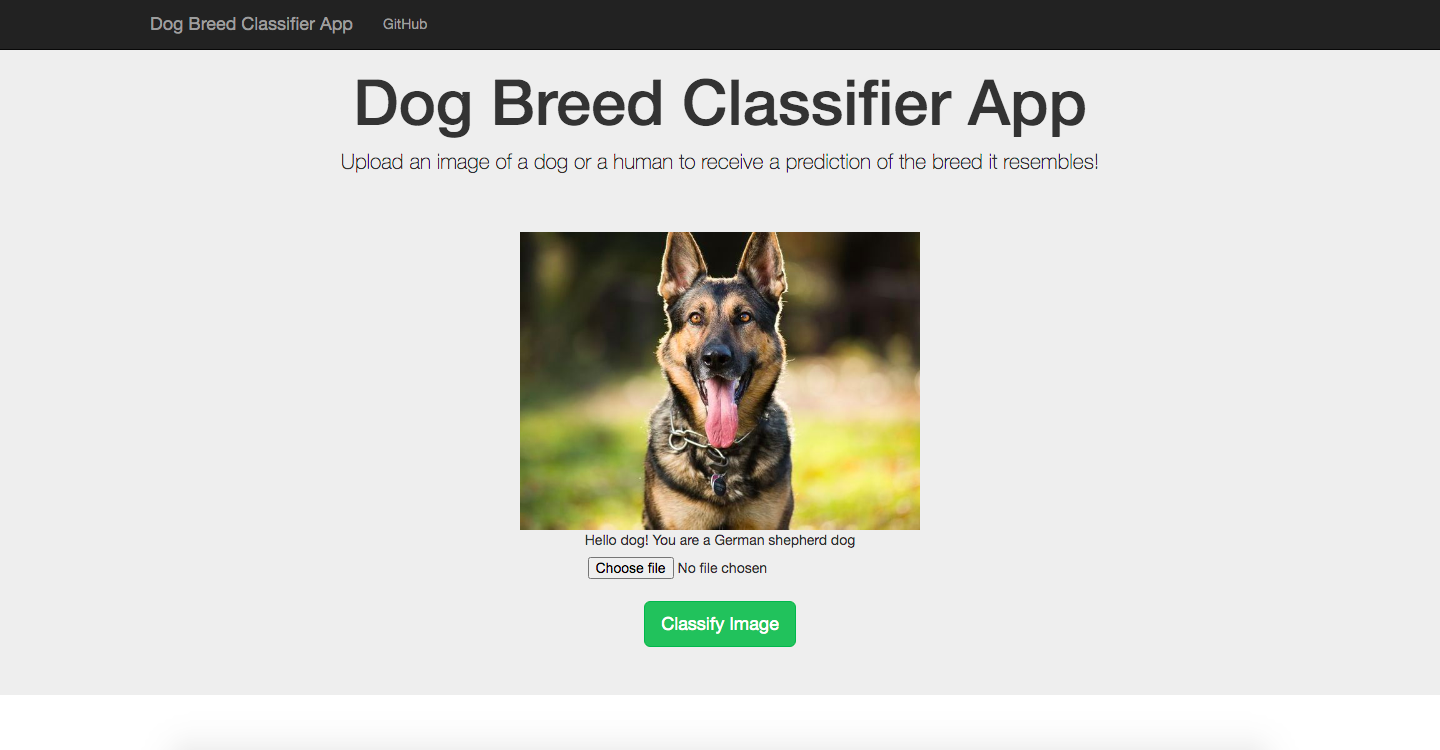 Dog Breed Classifier App GitHub
Dog Breed Classifier App
Upload an image of a dog or a human to receive a prediction of the breed it resembles!
Hello dog! You are a German shepherd dog
Choose file No file chosen
Classify Image